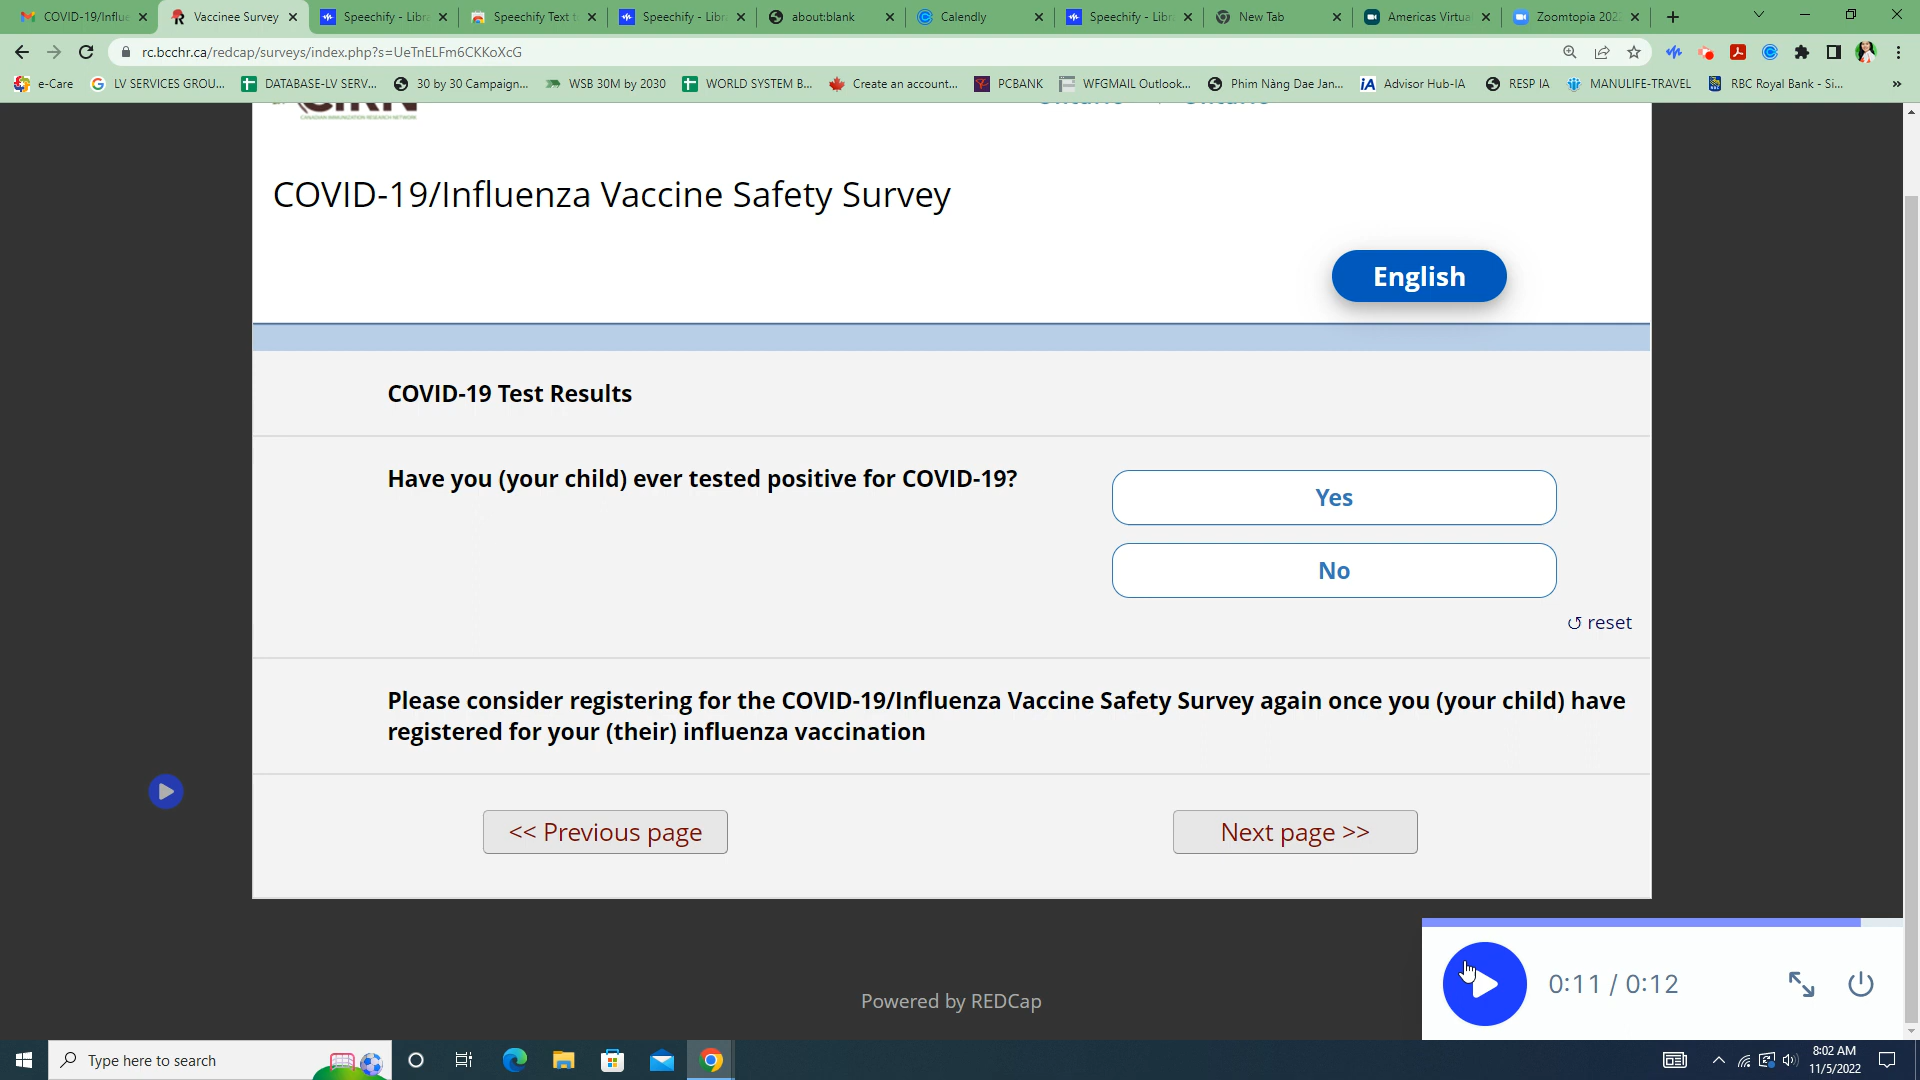 COVID-19/Influe
Vaccinee Survey
Speechify - Libr
Speechify Text t
Speechify - Libr
about:blank
Calendly
Speechify - Libr
New Tab
Americas Virtua
Zoomtopia 202
rc.bcchr.ca/redcap/surveys/index.php?s=UeTnELFm6CKKoXcG
e-Care
LV SERVICES GROU...
DATABASE-LV SERV...
30 by 30 Campaign...
WSB 30M by 2030
WORLD SYSTEM B...
Create an account...
PCBANK
WFGMAIL Outlook...
Phim Nàng Dae Jan...
Advisor Hub-IA
RESP IA
MANULIFE-TRAVEL
RBC Royal Bank - Si...
»
CANADIAN IMMUNIZATION RESEARCH NETWORK
COVID-19/Influenza Vaccine Safety Survey
English
COVID-19 Test Results
Have you (your child) ever tested positive for COVID-19?
Yes
No
reset
Please consider registering for the COVID-19/Influenza Vaccine Safety Survey again once you (your child) have
registered for your (their) influenza vaccination
<< Previous page
Next page >>
Powered by REDCap
0:11 / 0:12
Type here to search
8:02 AM
11/5/2022